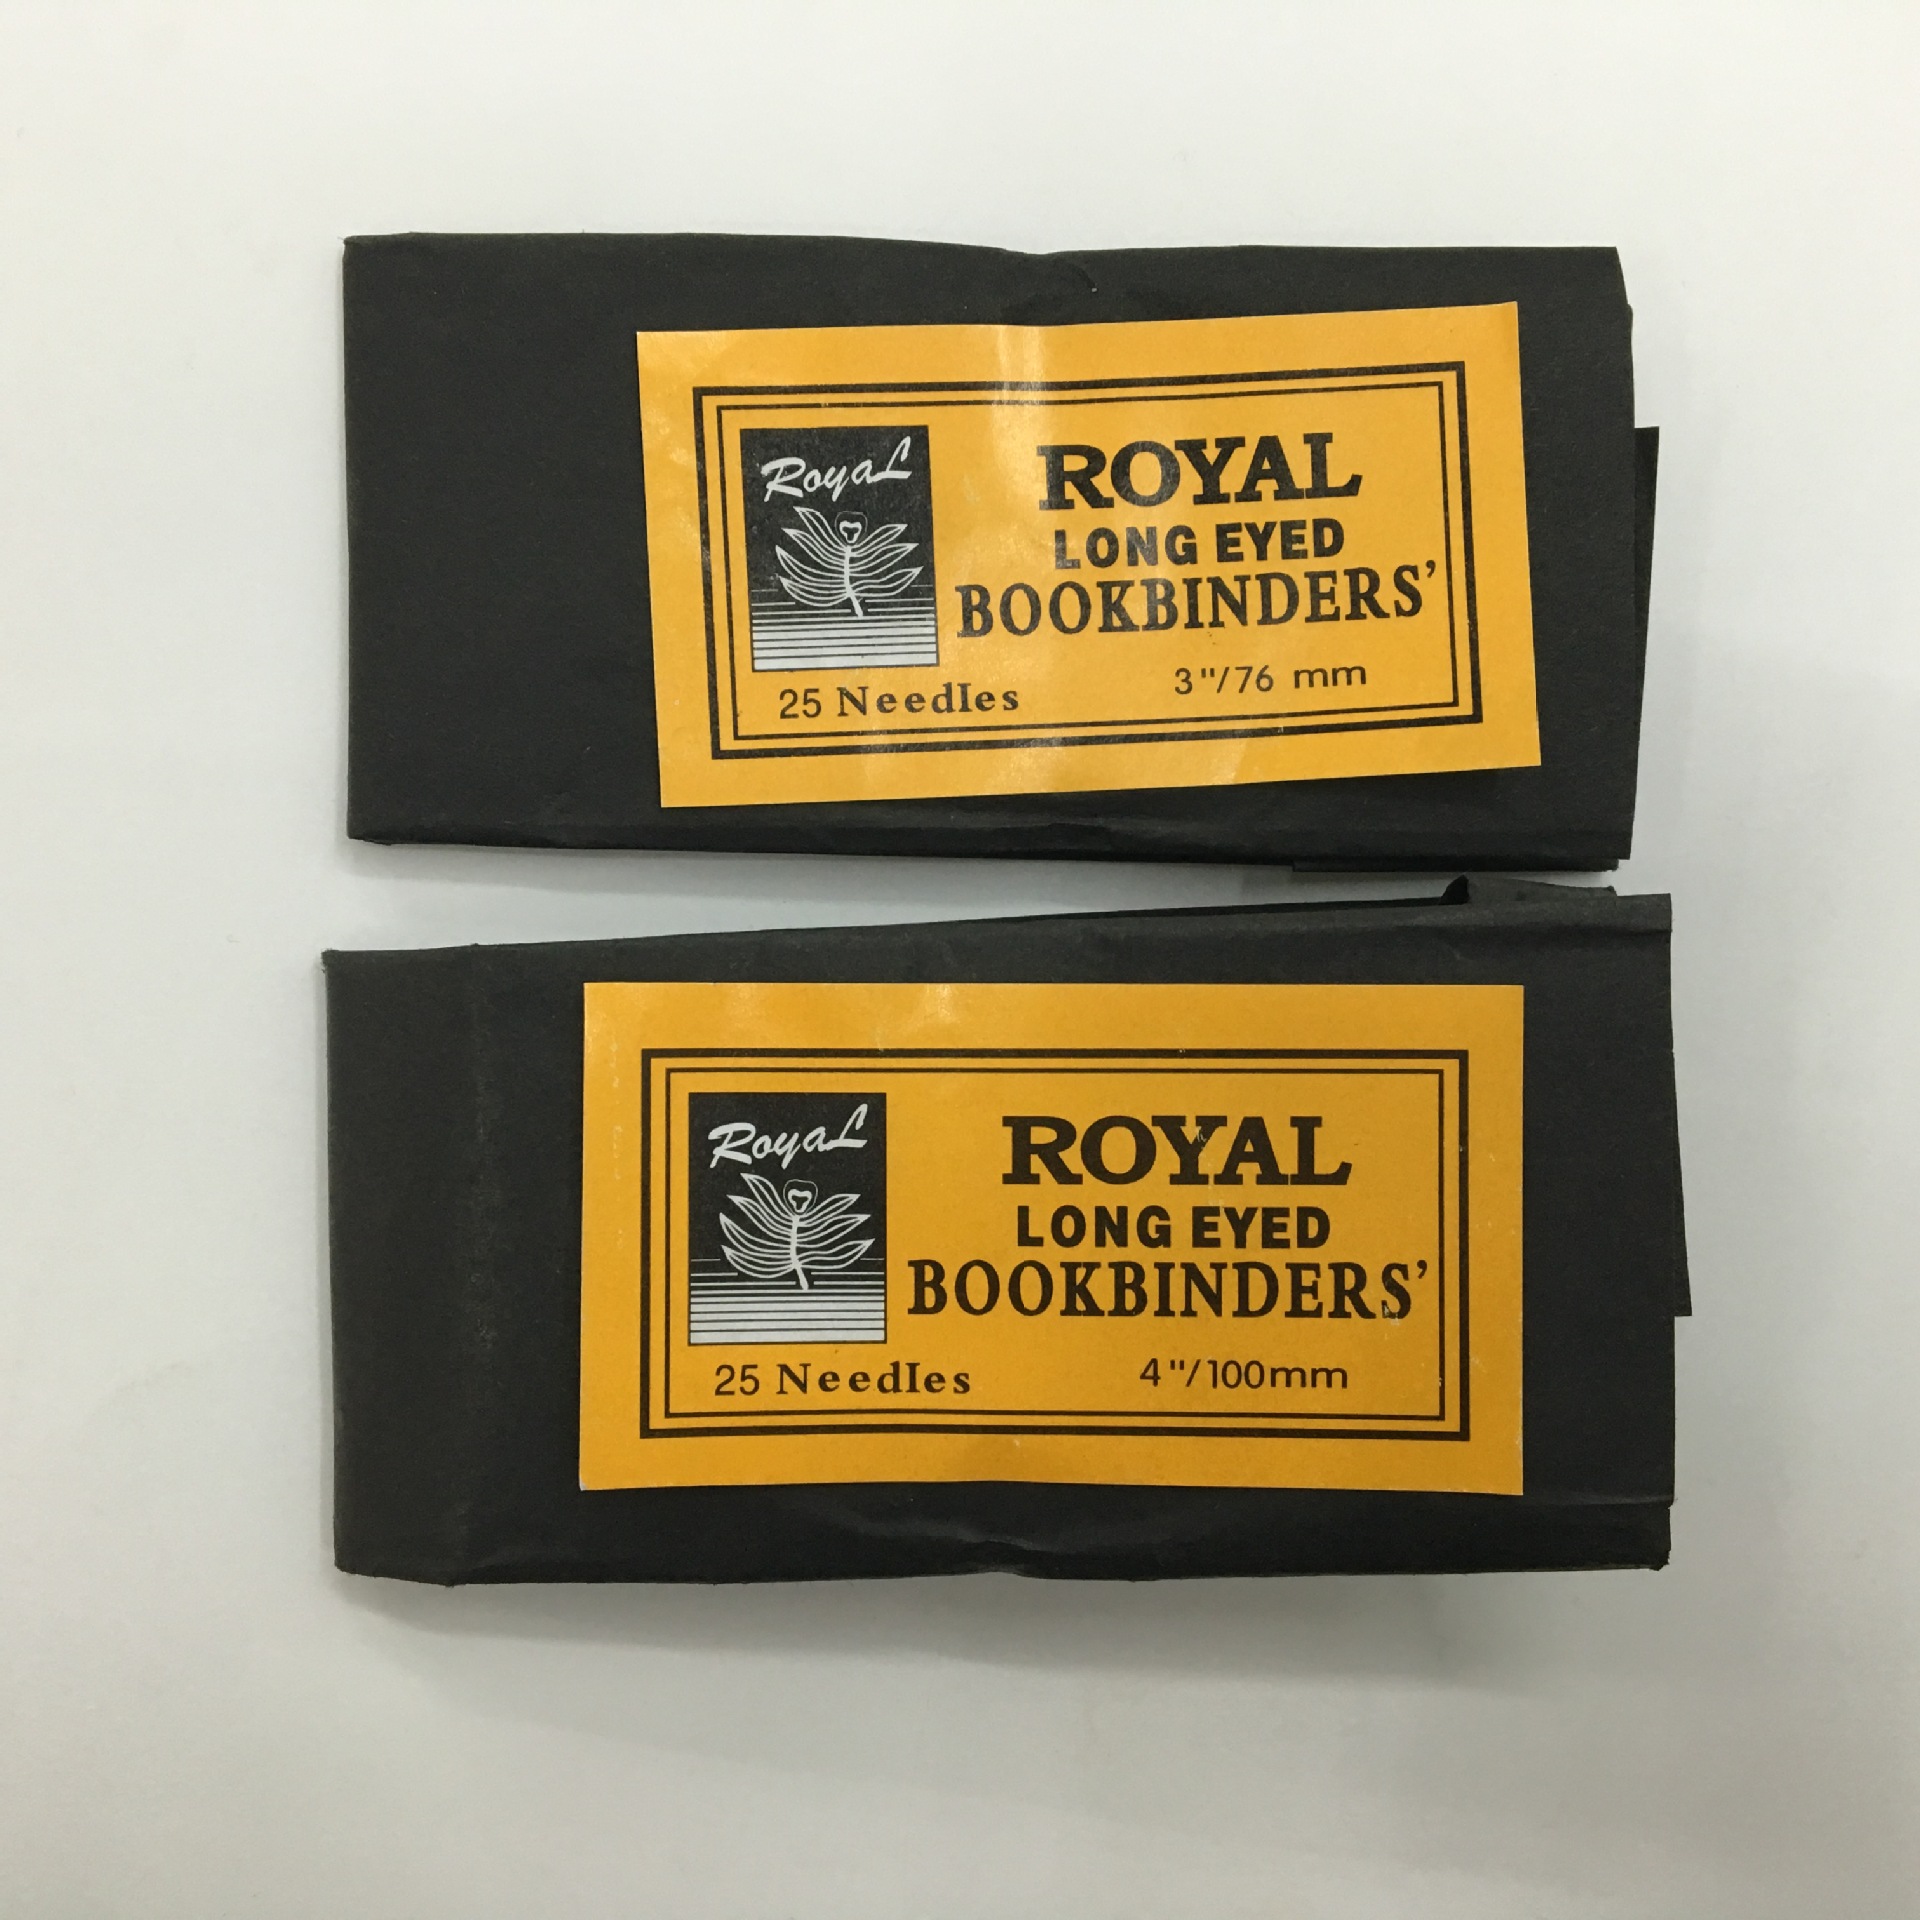 RoyaL
ROYAL
LONG EYED
BOOKBINDERS'
25 Needles
3"/76 mm
RoyaL
ROYAL
LONG EYED
BOOKBINDERS'
25 Needles
4"/100mm